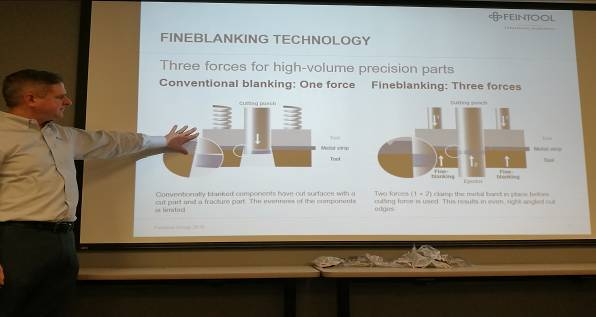 FEINTOOL
FINEBLANKING TECHNOLOGY
Three forces for high-volume precision parts
Conventional blanking: One force
Cutting punch
Tool
Metal strip
Tool
Conventionally blanked components have cut surfaces with a
cut part and a fracture part. The evenness of the components
is limited.
Fineblanking: Three forces
Cutting punch
Tool
Metal strip
Tool
Fine-
blanking
Ejector
Fine-
blanking
Two forces (1 + 2) clamp the metal band in place before
cutting force is used. This results in even, right-angled cut
edges.